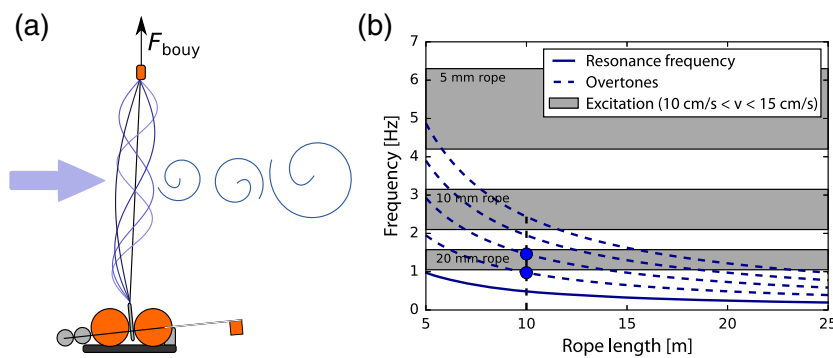 (a)
F bouy
(b)
7
6
5
4
3
2
1
0
Frequency [Hz]
5 mm rope
10 mm rope
20 mm rope
Resonance frequency
Overtones
Excitation (10 cm/s < v < 15 cm/s)
5 10 15 20 25
Rope length [m]